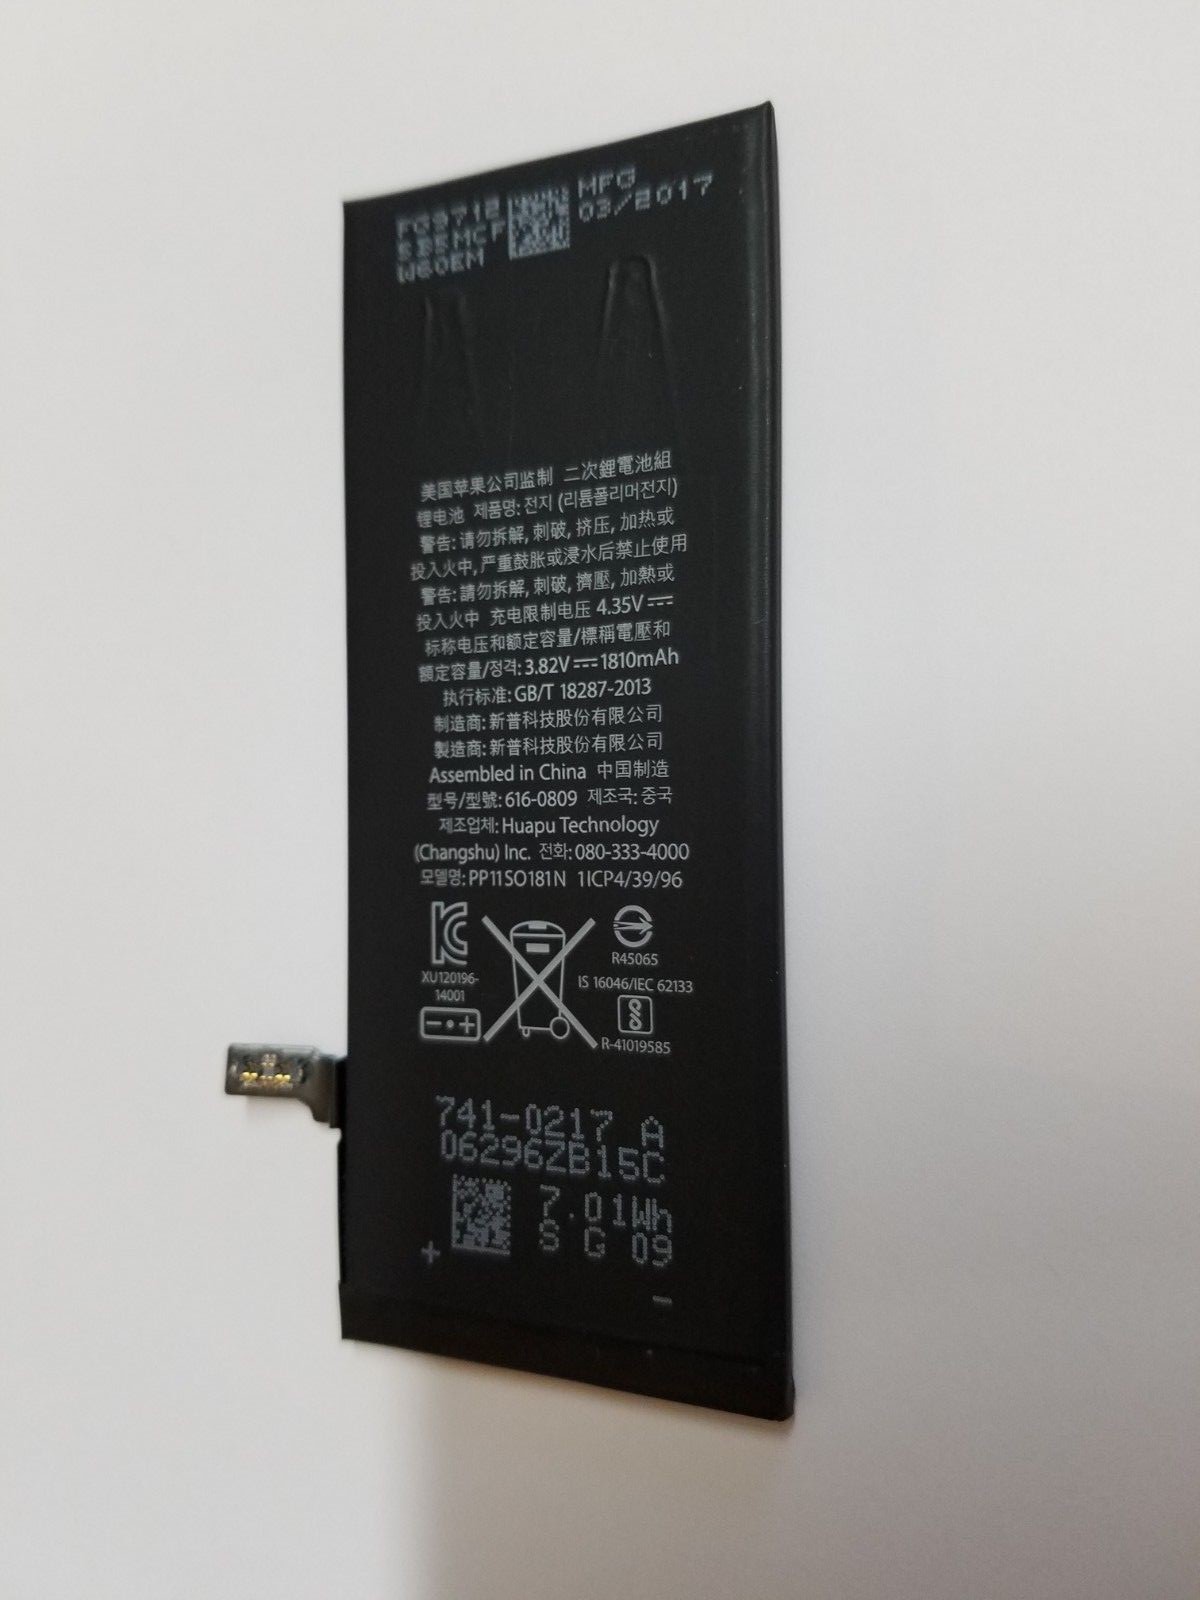 MFG
03/2017
W60EM
美国苹果公司监制 二次鋰電池組
锂电池 제품명: 전지 (리튬폴리머전지)
警告: 请勿拆解, 刺破, 挤压, 加热或
投入火中, 严重鼓胀或浸水后禁止使用
警告: 請勿拆解, 刺破, 擠壓, 加熱或
投入火中 充电限制电压 4.35V⎓
标称电压和额定容量/標稱電壓和
額定容量/정격: 3.82V⎓1810mAh
执行标准: GB/T 18287-2013
制造商: 新普科技股份有限公司
製造商: 新普科技股份有限公司
Assembled in China 中国制造
型号/型號: 616-0809 제조국: 중국
제조업체: Huapu Technology
(Changshu) Inc. 전화: 080-333-4000
모델명: PP11SO181N 1ICP4/39/96
XU120196-
14001
R45065
IS 16046/IEC 62133
R-41019585
741-0217 A
06296ZB15C
7.01Wh
S G 09
+
-